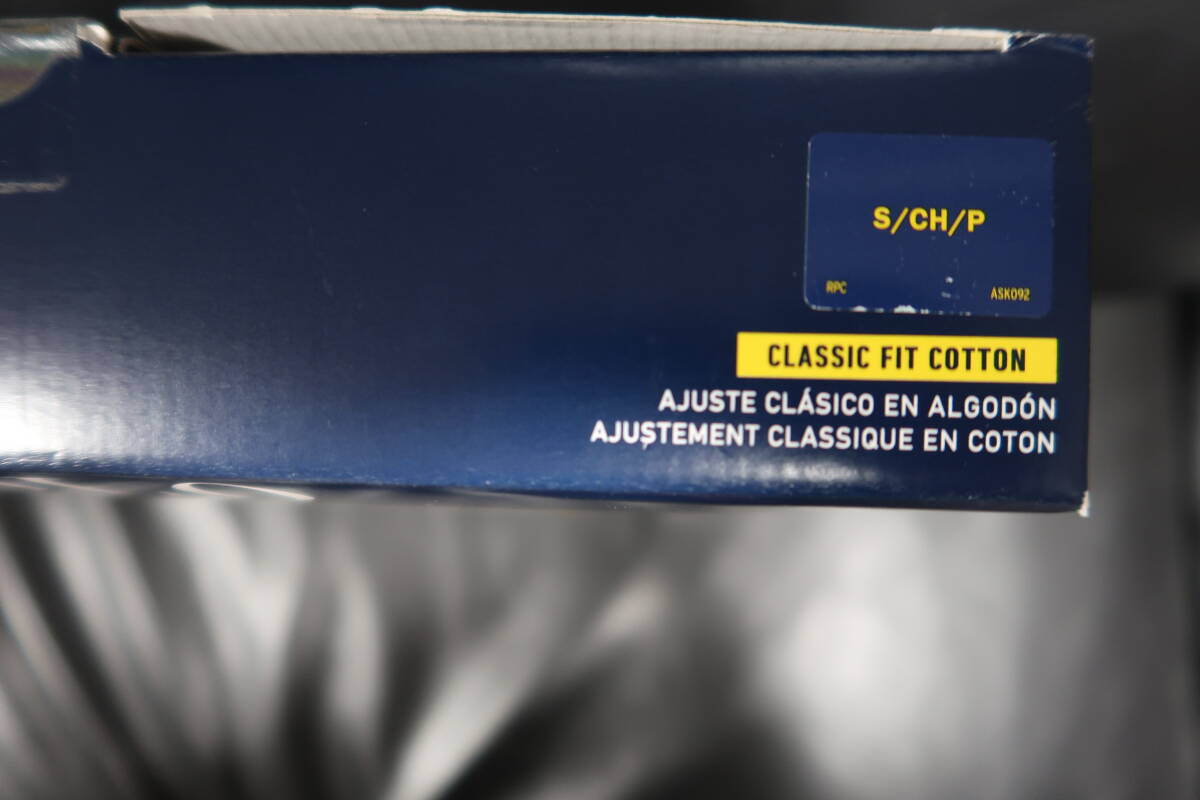 S/CH/P
RPC ASK092
CLASSIC FIT COTTON
AJUSTE CLÁSICO EN ALGODÓN
AJUSTEMENT CLASSIQUE EN COTON